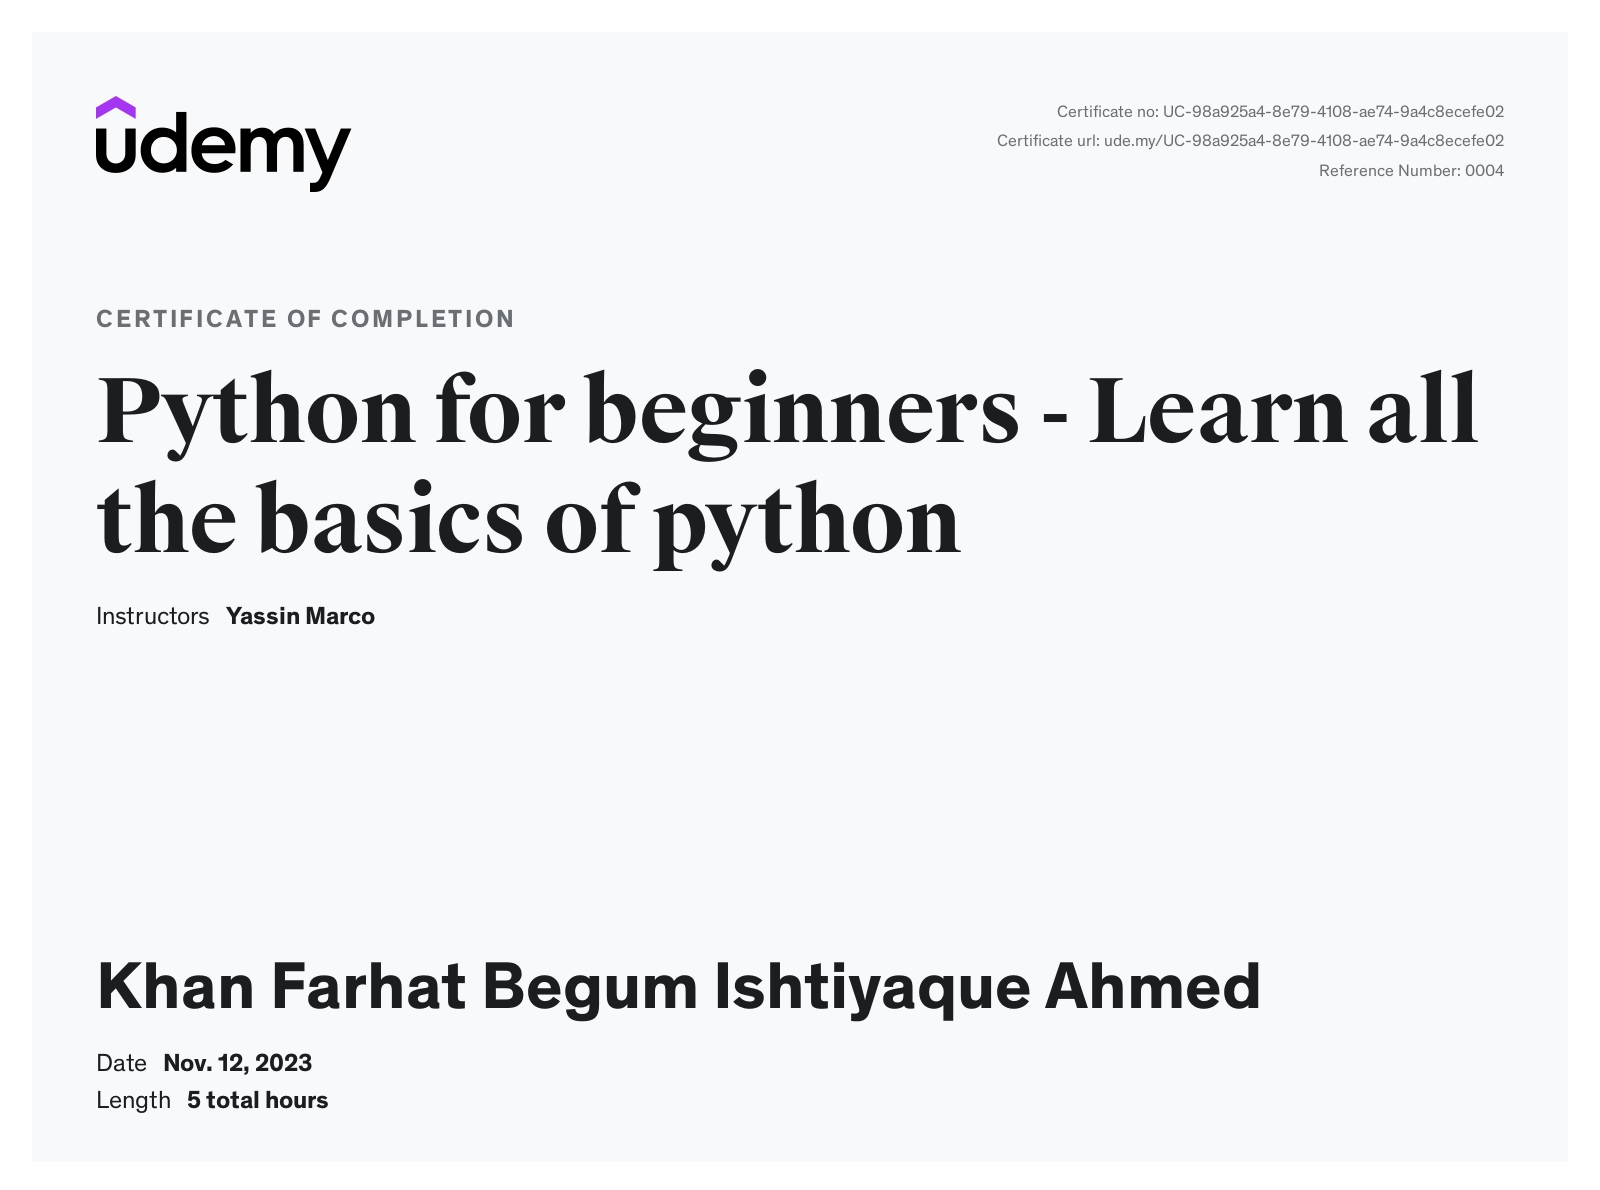 udemy
Certificate no: UC-98a925a4-8e79-4108-ae74-9a4c8ecefe02
Certificate url: ude.my/UC-98a925a4-8e79-4108-ae74-9a4c8ecefe02
Reference Number: 0004
CERTIFICATE OF COMPLETION
Python for beginners - Learn all
the basics of python
Instructors Yassin Marco
Khan Farhat Begum Ishtiyaque Ahmed
Date Nov. 12, 2023
Length 5 total hours